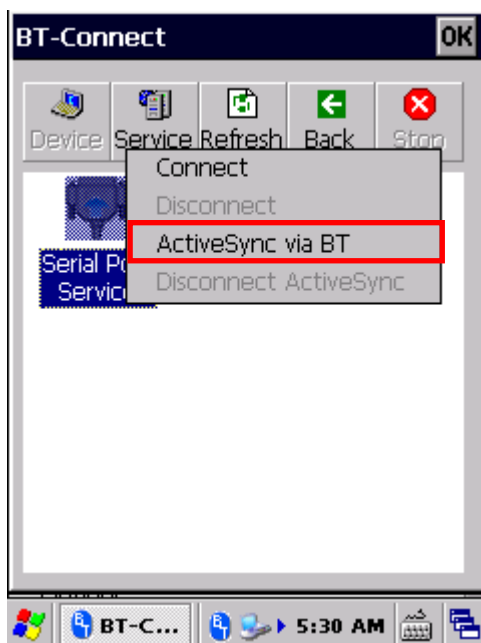 BT-Connect OK
Device Service Refresh Back Stop
Connect
Disconnect
ActiveSync via BT
Disconnect ActiveSync
Serial Po
Servic
BT-C... 5:30 AM